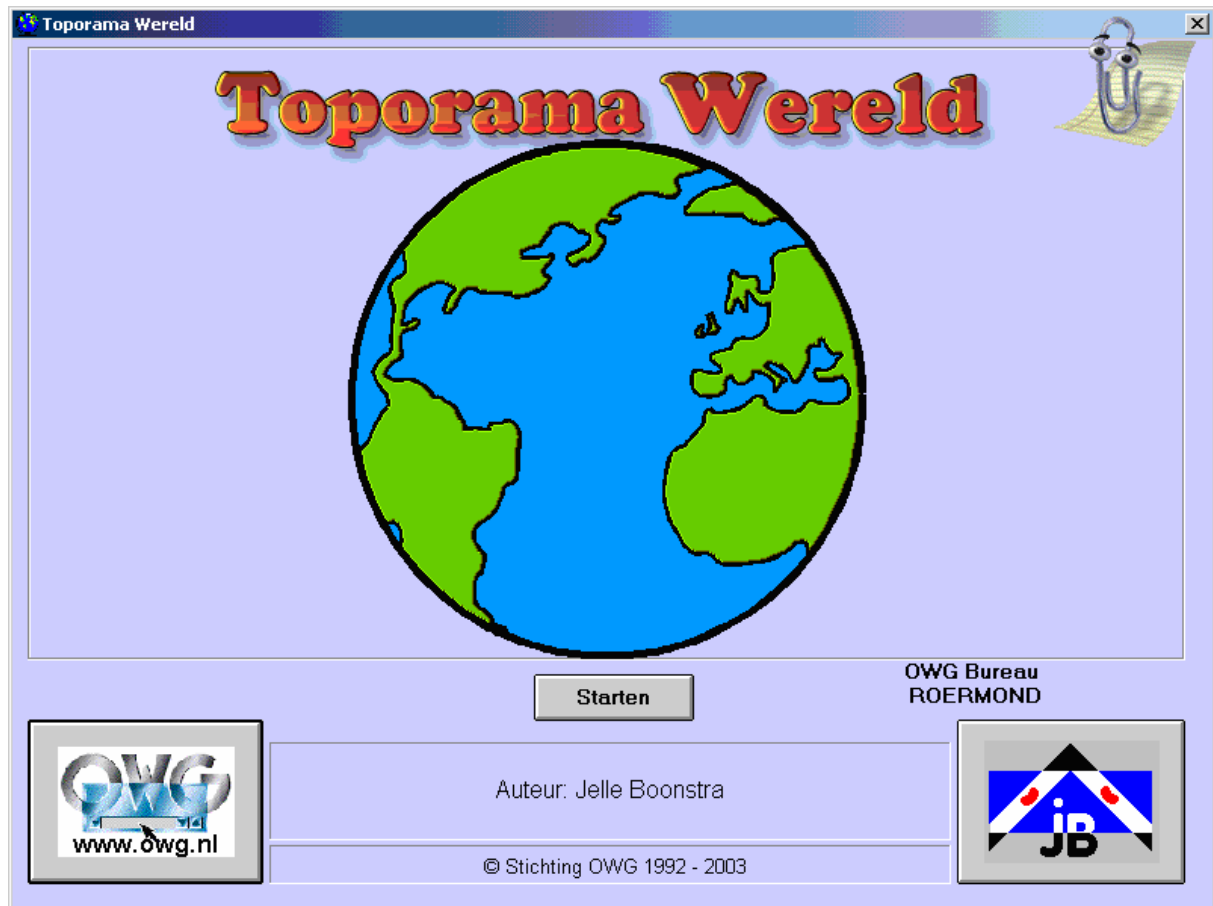 Toporama Wereld
Toporama Wereld
OWG Bureau
ROERMOND
Starten
OWG
www.owg.nl
Auteur: Jelle Boonstra
© Stichting OWG 1992 - 2003
jB